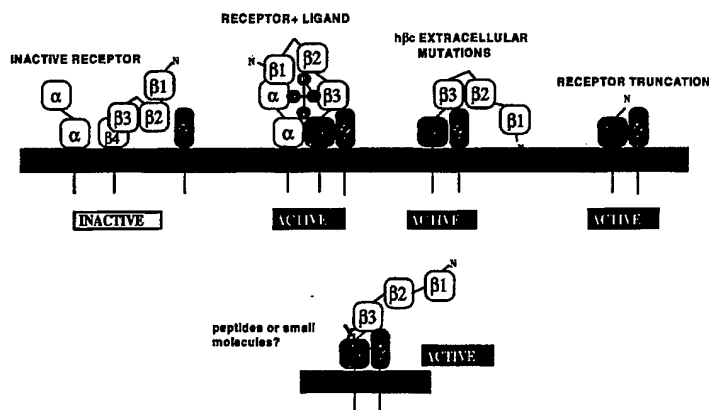 RECEPTOR+ LIGAND
hβc EXTRACELLULAR
MUTATIONS
INACTIVE RECEPTOR
RECEPTOR TRUNCATION
N
α
α
β4
β3
β2
β1
N
β1
β2
α
β3
α
β3
β2
β1
N
INACTIVE
ACTIVE
ACTIVE
ACTIVE
N
β1
β2
β3
peptides or small
molecules?
ACTIVE